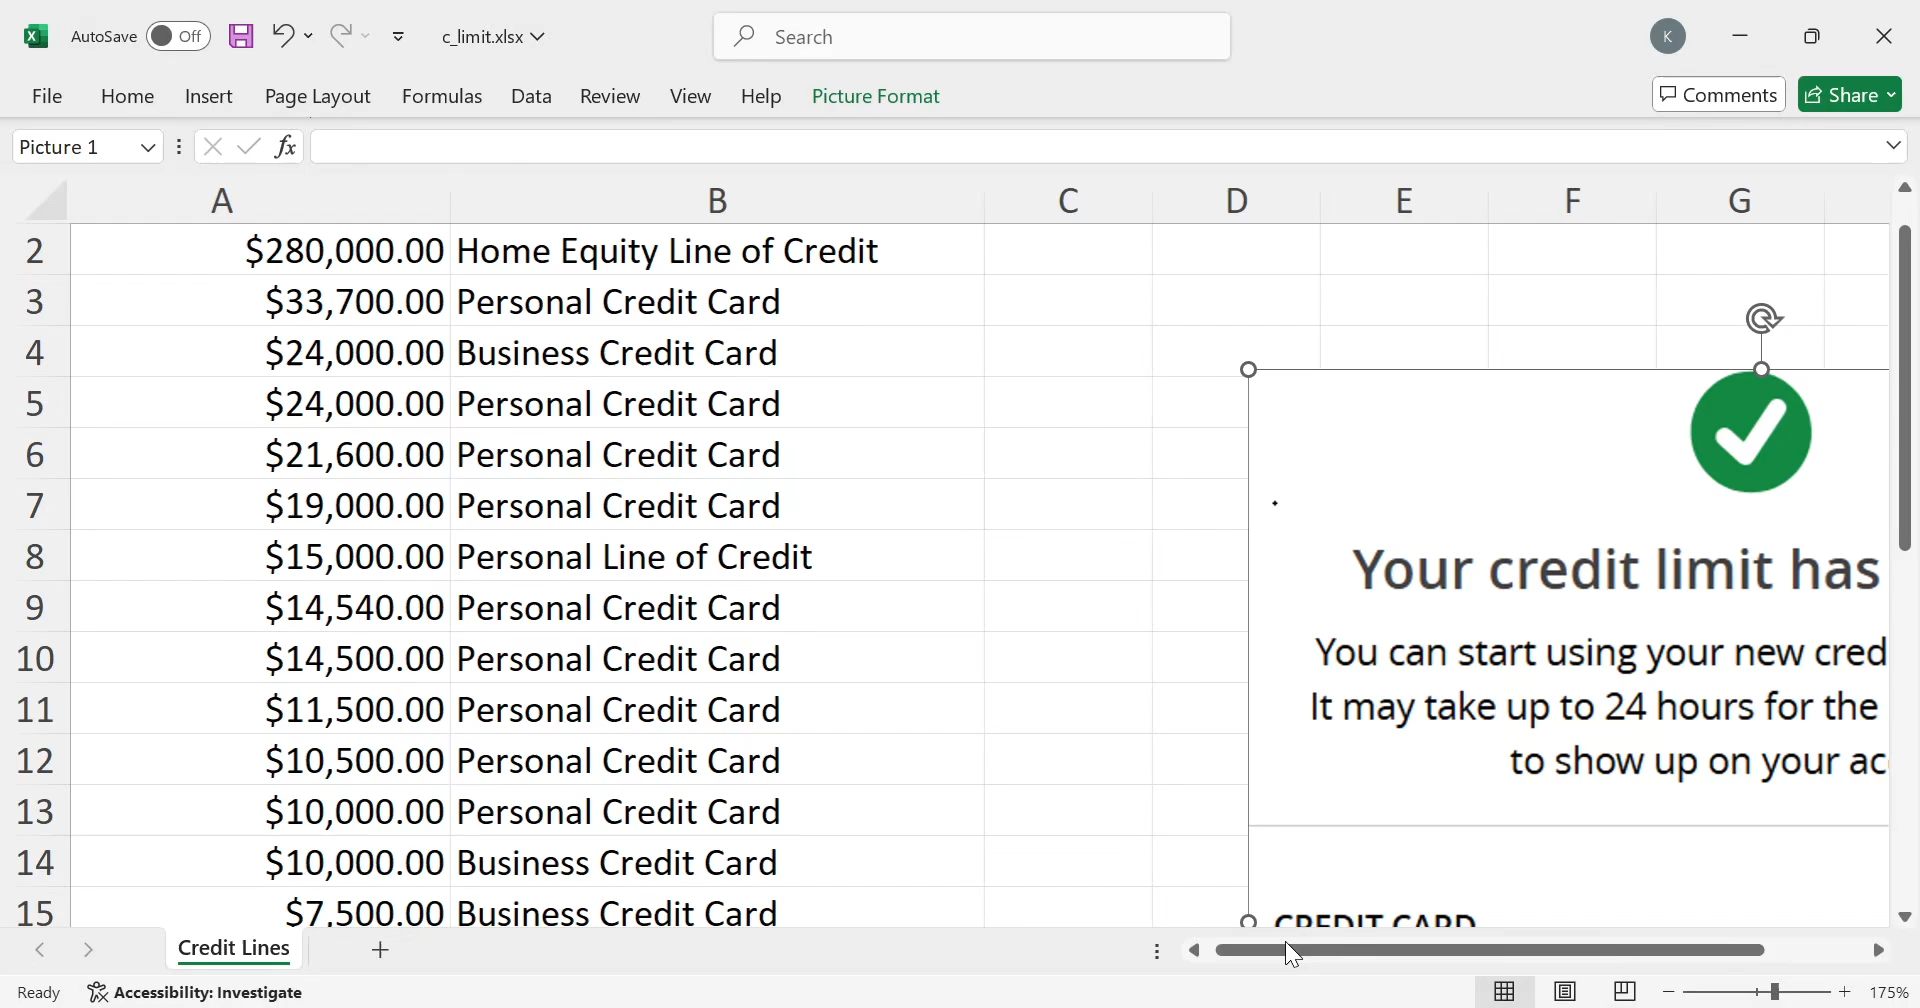 AutoSave Off c_limit.xlsx Search K
File Home Insert Page Layout Formulas Data Review View Help Picture Format Comments Share
Picture 1 fx
A B C D E F G
2 $280,000.00 Home Equity Line of Credit
3 $33,700.00 Personal Credit Card
4 $24,000.00 Business Credit Card
5 $24,000.00 Personal Credit Card
6 $21,600.00 Personal Credit Card
7 $19,000.00 Personal Credit Card
8 $15,000.00 Personal Line of Credit
9 $14,540.00 Personal Credit Card
10 $14,500.00 Personal Credit Card
11 $11,500.00 Personal Credit Card
12 $10,500.00 Personal Credit Card
13 $10,000.00 Personal Credit Card
14 $10,000.00 Business Credit Card
15 $7,500.00 Business Credit Card
Your credit limit has
You can start using your new cred
It may take up to 24 hours for the
to show up on your ac
CREDIT CARD
Credit Lines
Ready Accessibility: Investigate 175%